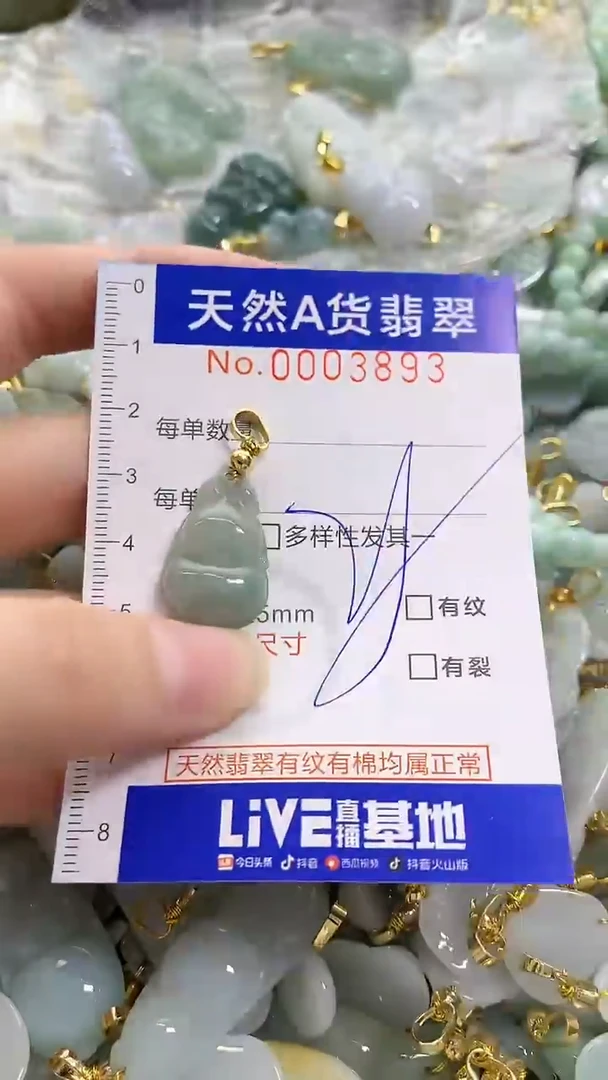 0
天然A货翡翠
1
No.0003893
2
每单数量
3
每单
4
□多样性发其一
5
5mm
□有纹
尺寸
□有裂
7
天然翡翠有纹有棉均属正常
8
LiVE直播基地
今日头条 抖音 西瓜视频 抖音火山版